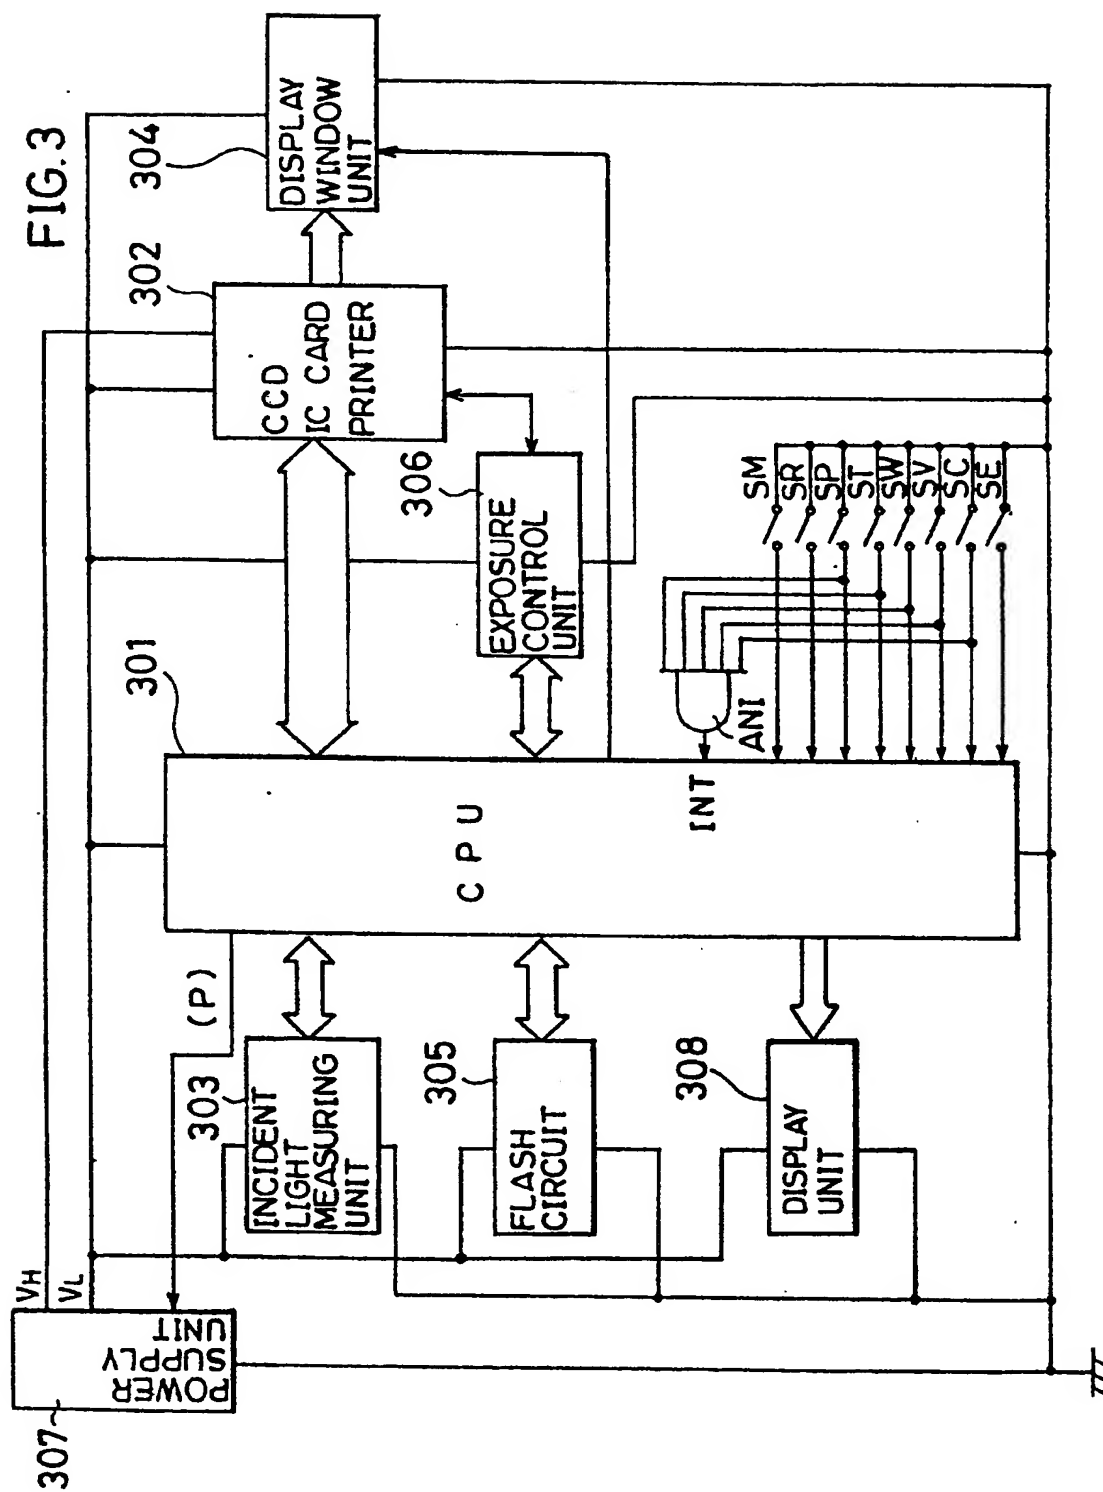 FIG.3
307
POWER
SUPPLY
UNIT
VH
VL
(P)
301
CPU
INT
302
CCD
IC CARD
PRINTER
304
DISPLAY
WINDOW
UNIT
306
EXPOSURE
CONTROL
UNIT
303
INCIDENT
LIGHT
MEASURING
UNIT
305
FLASH
CIRCUIT
308
DISPLAY
UNIT
ANI
SM
SR
SP
ST
SW
SV
SC
SE